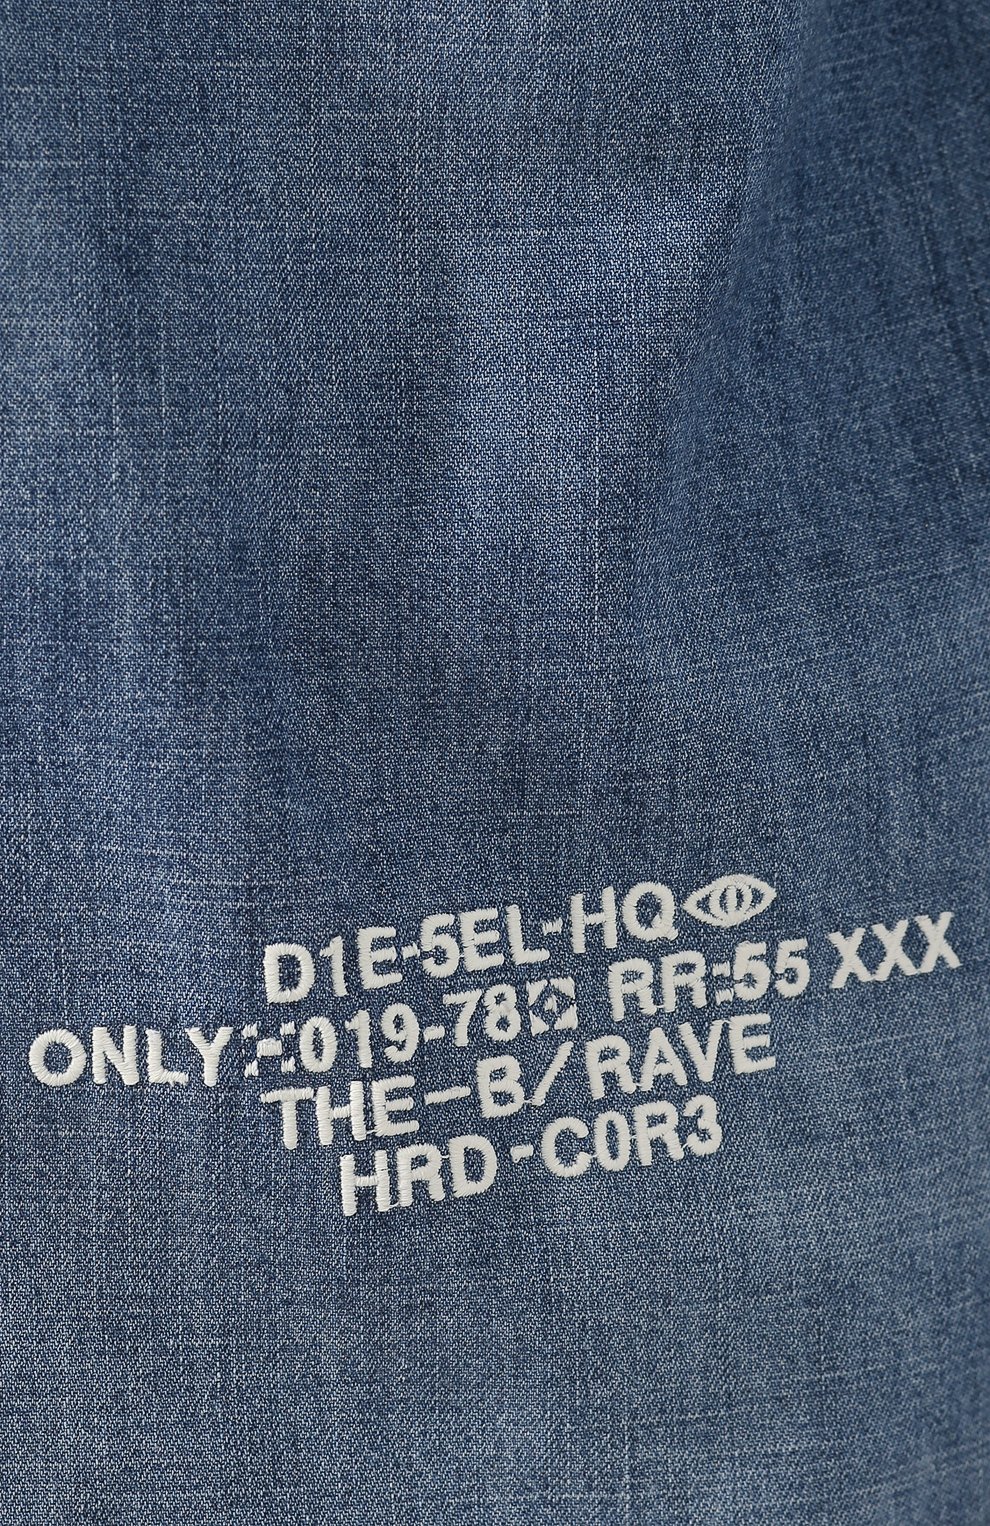 D1E-5EL-HQ
ONLY::019-78 RR:55 XXX
THE-B/RAVE
HRD-C0R3